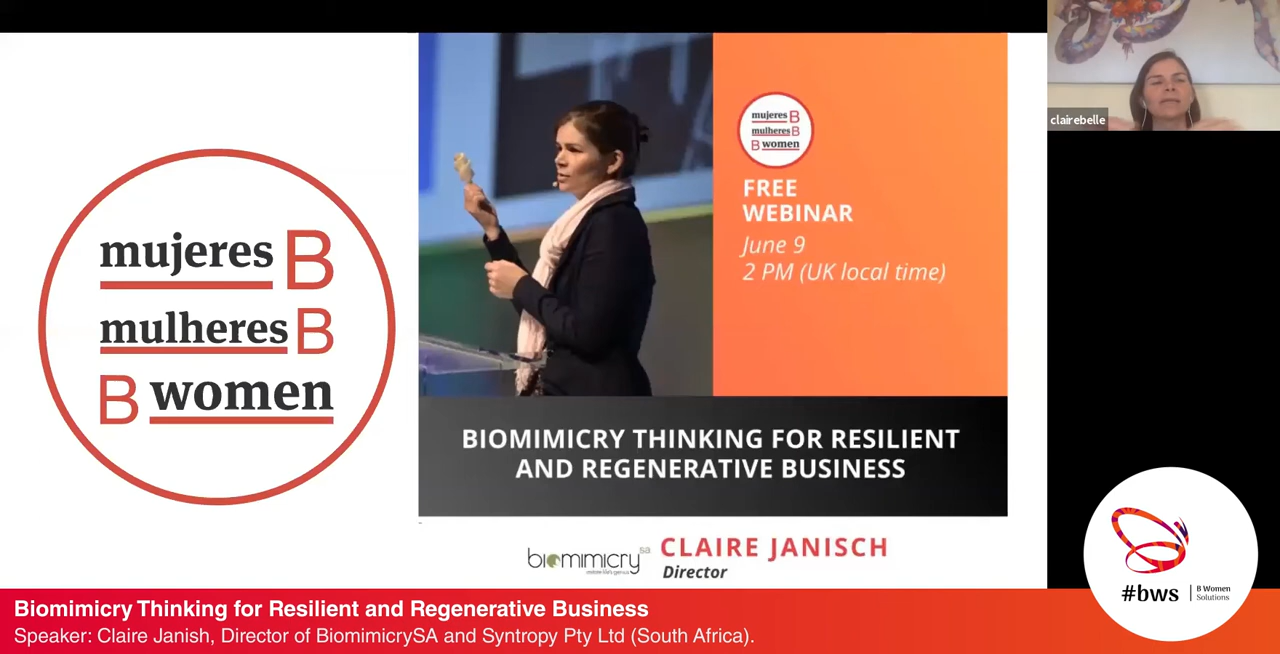 mujeres B
mulheres B
B women
mujeres B
mulheres B
B women
FREE
WEBINAR
June 9
2 PM (UK local time)
BIOMIMICRY THINKING FOR RESILIENT
AND REGENERATIVE BUSINESS
biomimicry sa
CLAIRE JANISCH
Director
clairebelle
#bws | B Women
Solutions
Biomimicry Thinking for Resilient and Regenerative Business
Speaker: Claire Janish, Director of BiomimicrySA and Syntropy Pty Ltd (South Africa).